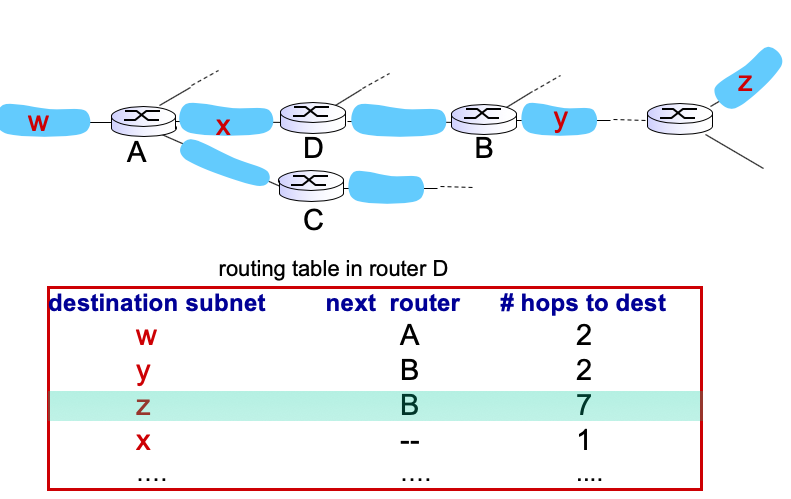 z
w
x
y
A
D
B
C
routing table in router D
destination subnet next router # hops to dest
w A 2
y B 2
z B 7
x -- 1
.... .... ....